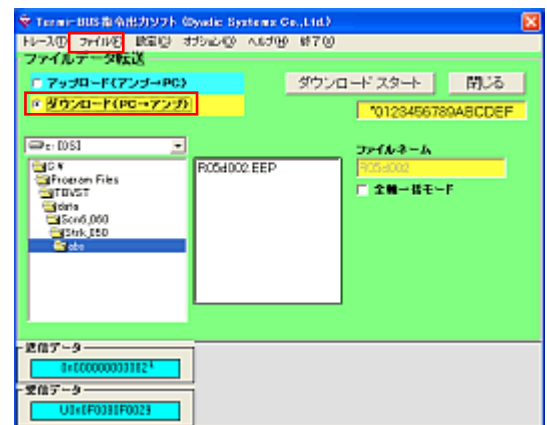 Termi-BUS指令出力ソフト (Dyadic Systems Co.,Ltd.)
トレース(T) ファイル(F) 設定(C) オプション(O) ヘルプ(H) 終了(X)
ファイルデータ転送
アップロード(アンプ→PC)
ダウンロード スタート 閉じる
ダウンロード(PC→アンプ)
*0123456789ABCDEF
c: [OS]
ファイルネーム
C:¥
R05d002.EEP
R05d002
Program Files
TBVST
全軸一括モード
data
abs
送信データ
受信データ